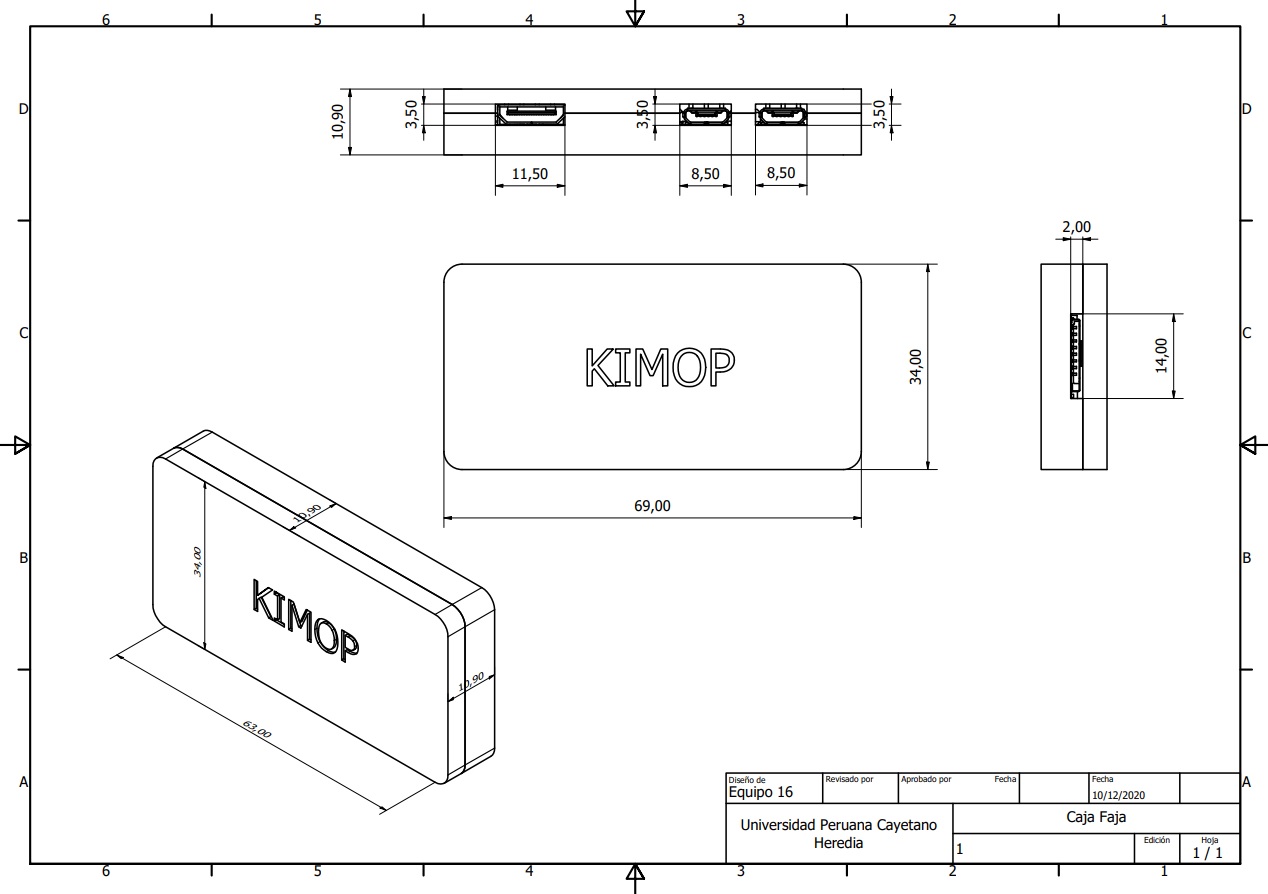 6 5 4 3 2 1
D D
10,90
3,50
3,50
3,50
11,50
8,50
8,50
2,00
C C
KIMOP
34,00
14,00
69,00
B B
10,90
34,00
KIMOP
10,90
63,00
A A
Diseño de
Equipo 16
Revisado por
Aprobado por
Fecha
Fecha
10/12/2020
Universidad Peruana Cayetano
Heredia
Caja Faja
1
Edición
Hoja
1 / 1
6 5 4 3 2 1